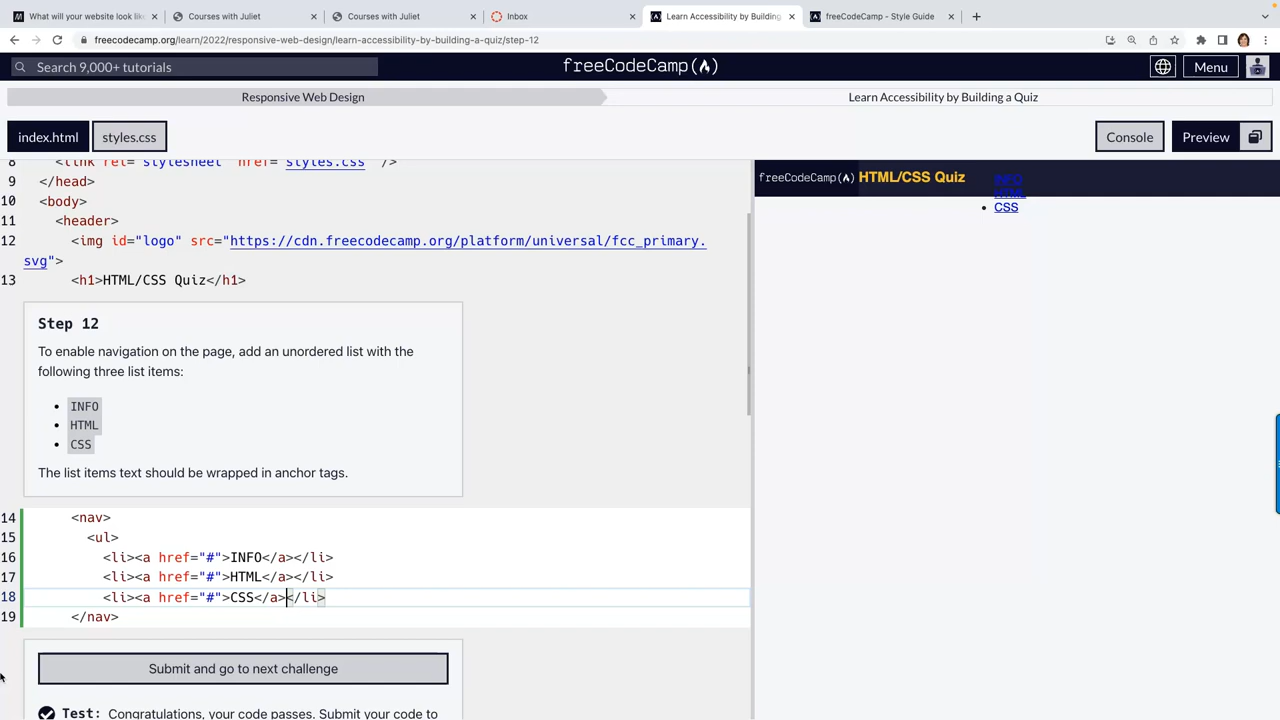 What will your website look like
Courses with Juliet
Courses with Juliet
Inbox
Learn Accessibility by Building
freeCodeCamp - Style Guide
freecodecamp.org/learn/2022/responsive-web-design/learn-accessibility-by-building-a-quiz/step-12
Search 9,000+ tutorials
freeCodeCamp(🔥)
Menu
Responsive Web Design
Learn Accessibility by Building a Quiz
index.html
styles.css
Console
Preview
8 <link rel="stylesheet" href="styles.css" />
9 </head>
10 <body>
11 <header>
12 <img id="logo" src="https://cdn.freecodecamp.org/platform/universal/fcc_primary.
svg">
13 <h1>HTML/CSS Quiz</h1>
Step 12
To enable navigation on the page, add an unordered list with the
following three list items:
• INFO
• HTML
• CSS
The list items text should be wrapped in anchor tags.
14 <nav>
15 <ul>
16 <li><a href="#">INFO</a></li>
17 <li><a href="#">HTML</a></li>
18 <li><a href="#">CSS</a></li>
19 </nav>
Submit and go to next challenge
Test: Congratulations, your code passes. Submit your code to
freeCodeCamp(🔥) HTML/CSS Quiz
INFO
HTML
• CSS